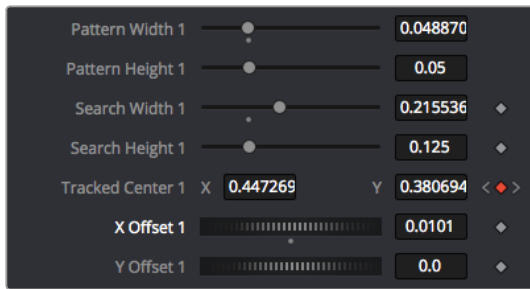 Pattern Width 1 0.048870
Pattern Height 1 0.05
Search Width 1 0.215536
Search Height 1 0.125
Tracked Center 1 X 0.447269 Y 0.380694
X Offset 1 0.0101
Y Offset 1 0.0